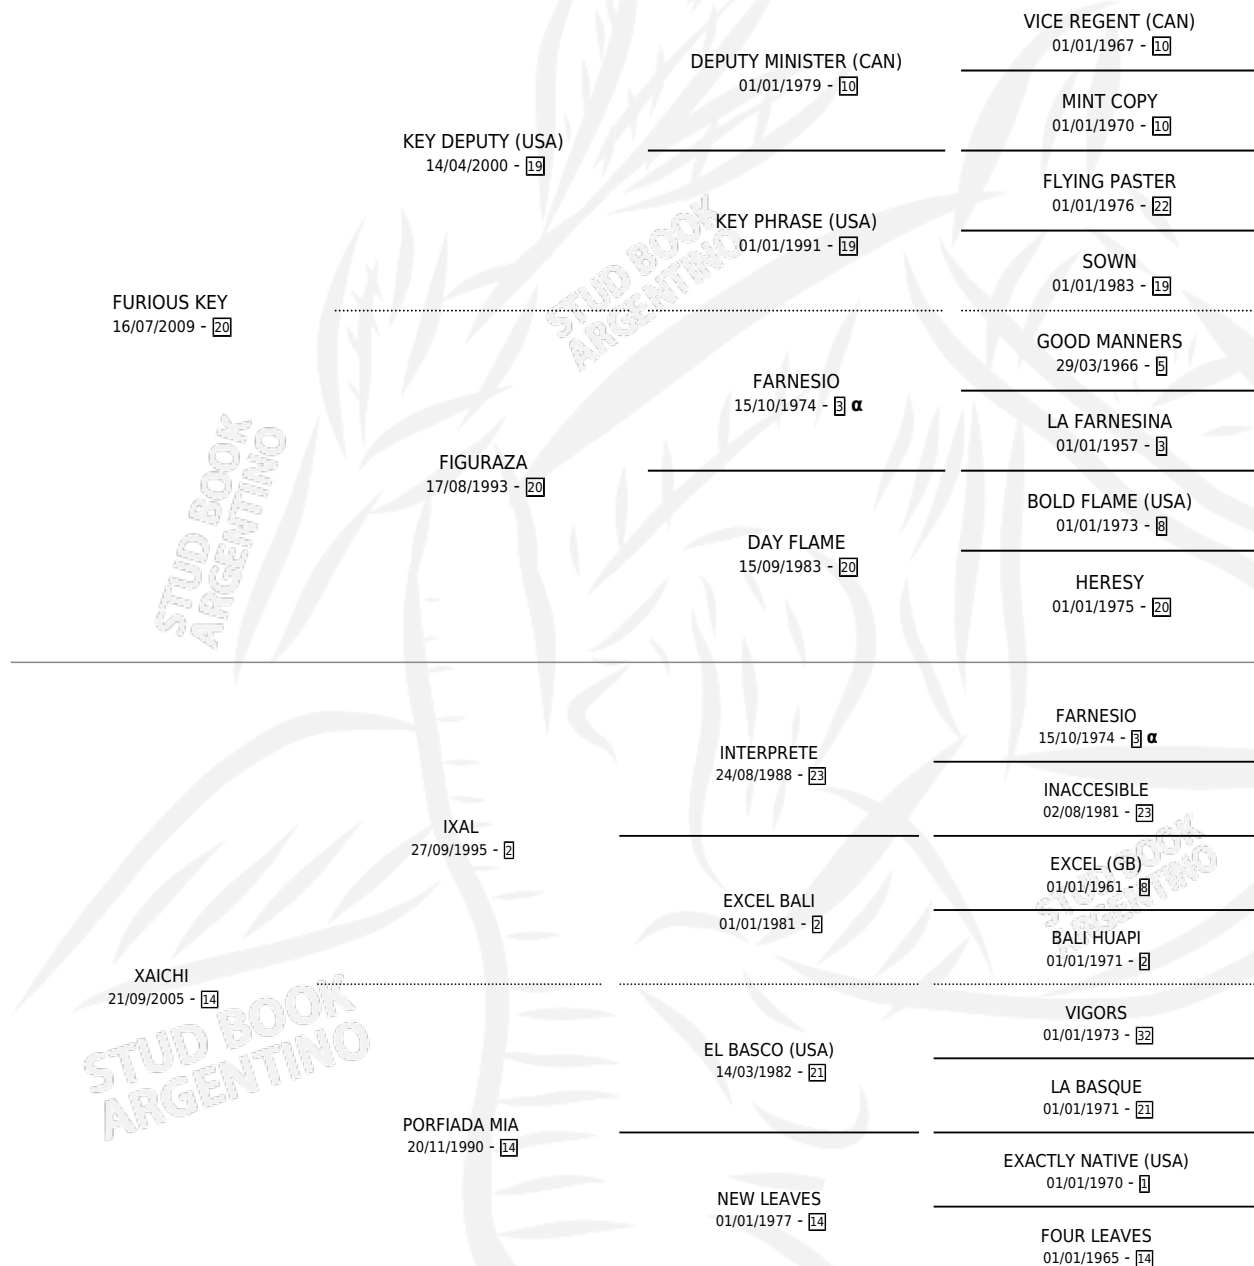 VICE REGENT (CAN)
01/01/1967 - 10
DEPUTY MINISTER (CAN)
01/01/1979 - 10
MINT COPY
01/01/1970 - 10
KEY DEPUTY (USA)
14/04/2000 - 19
FLYING PASTER
01/01/1976 - 22
KEY PHRASE (USA)
01/01/1991 - 19
SOWN
01/01/1983 - 19
FURIOUS KEY
16/07/2009 - 20
GOOD MANNERS
29/03/1966 - 5
FARNESIO
15/10/1974 - 3 α
LA FARNESINA
01/01/1957 - 3
FIGURAZA
17/08/1993 - 20
BOLD FLAME (USA)
01/01/1973 - 8
DAY FLAME
15/09/1983 - 20
HERESY
01/01/1975 - 20
FARNESIO
15/10/1974 - 3 α
INTERPRETE
24/08/1988 - 23
INACCESIBLE
02/08/1981 - 23
IXAL
27/09/1995 - 2
EXCEL (GB)
01/01/1961 - 8
EXCEL BALI
01/01/1981 - 2
BALI HUAPI
01/01/1971 - 2
XAICHI
21/09/2005 - 14
VIGORS
01/01/1973 - 32
EL BASCO (USA)
14/03/1982 - 21
LA BASQUE
01/01/1971 - 21
PORFIADA MIA
20/11/1990 - 14
EXACTLY NATIVE (USA)
01/01/1970 - 1
NEW LEAVES
01/01/1977 - 14
FOUR LEAVES
01/01/1965 - 14
STUD BOOK
ARGENTINO
STUD BOOK
ARGENTINO
STUD BOOK
ARGENTINO
STUD BOOK
ARGENTINO